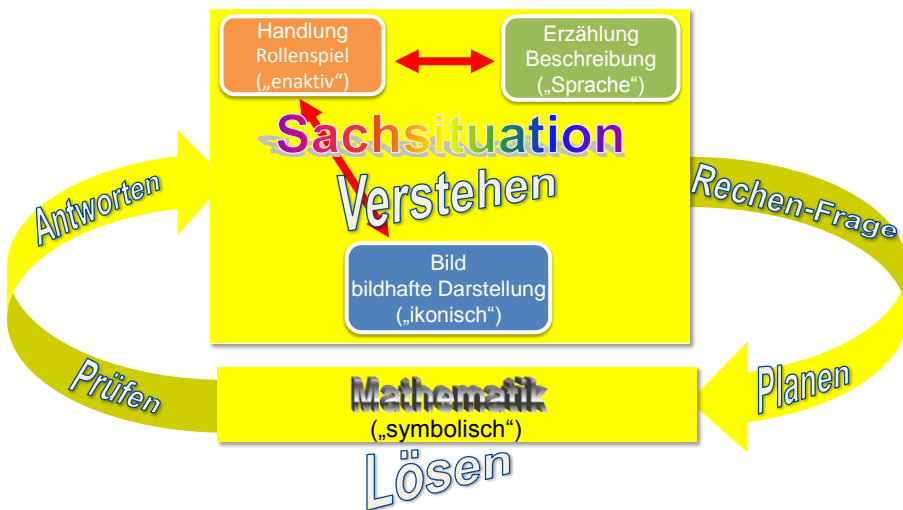 Handlung
Rollenspiel
(„enaktiv“)
Erzählung
Beschreibung
(„Sprache“)
Sachsituation
Verstehen
Bild
bildhafte Darstellung
(„ikonisch“)
Rechen-Frage
Planen
Mathematik
(„symbolisch“)
Lösen
Prüfen
Antworten